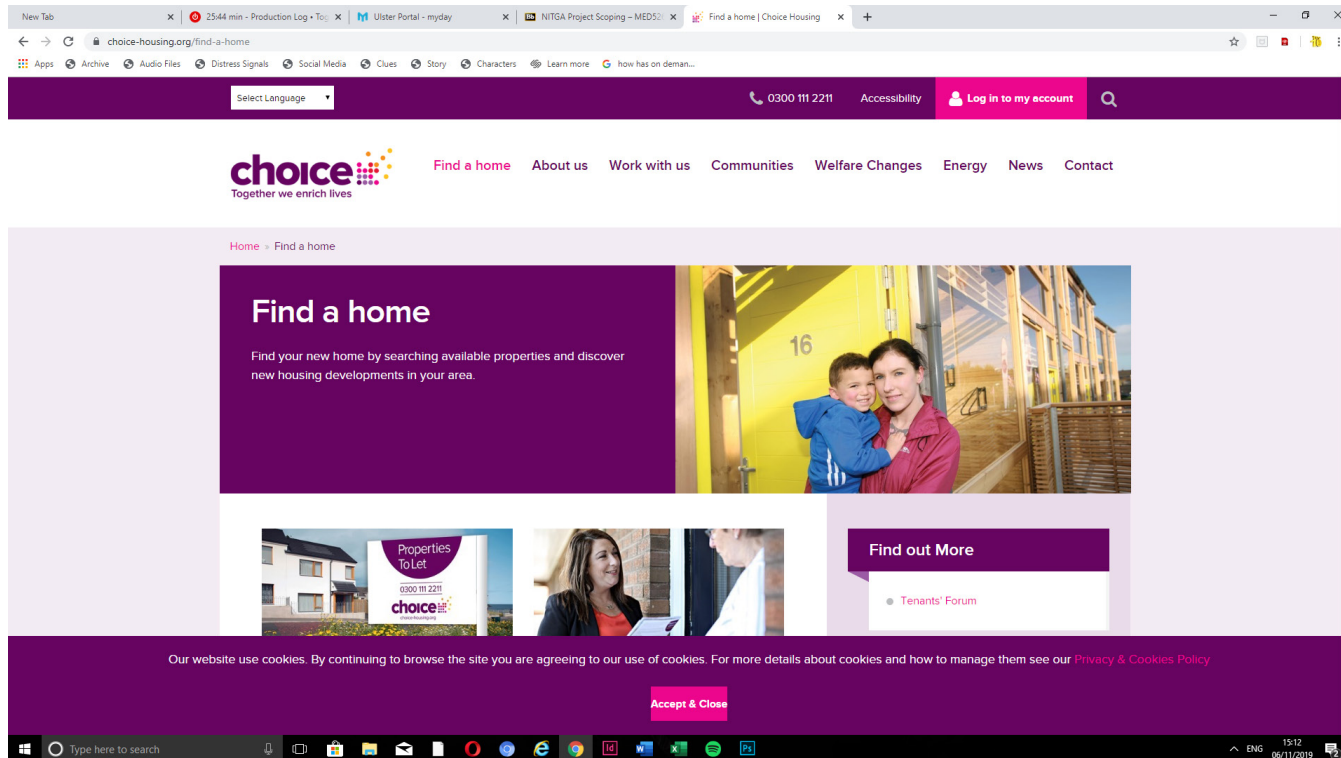 New Tab
25:44 min - Production Log • Tog
Ulster Portal - myday
Bb
NITGA Project Scoping – MED52
Find a home | Choice Housing
choice-housing.org/find-a-home
Apps Archive Audio Files Distress Signals Social Media Clues Story Characters Learn more how has on deman...
Select Language
0300 111 2211
Accessibility
Log in to my account
choice
Together we enrich lives
Find a home About us Work with us Communities Welfare Changes Energy News Contact
Home » Find a home
Find a home
Find your new home by searching available properties and discover
new housing developments in your area.
16
Properties
To Let
0300 111 2211
choice
choice-housing.org
Find out More
Tenants' Forum
Our website use cookies. By continuing to browse the site you are agreeing to our use of cookies. For more details about cookies and how to manage them see our Privacy & Cookies Policy.
Accept & Close
Type here to search
Id
Ps
ENG
15:12
06/11/2019